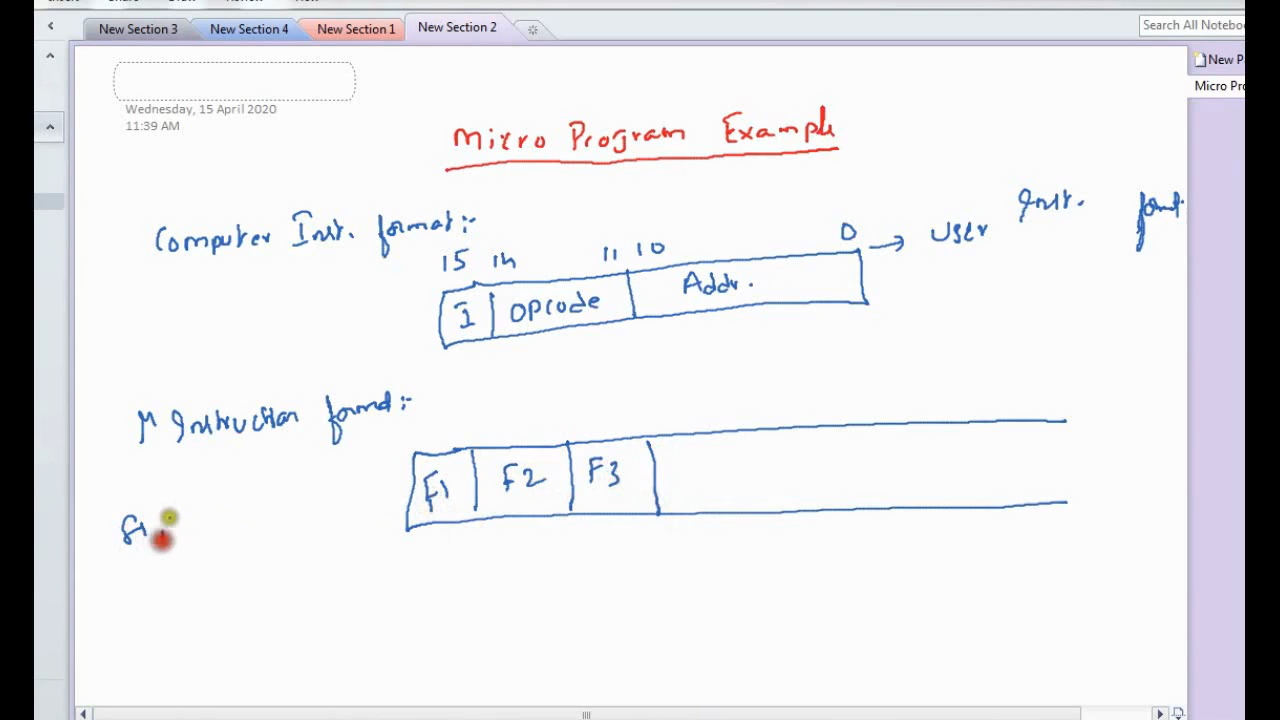 New Section 3 New Section 4 New Section 1 New Section 2
Search All Notebo
New P
Micro Pro
Wednesday, 15 April 2020
11:39 AM
Micro Program Example
Computer Inst. format:-
15 14 11 10 0 → User Inst. format
I Opcode Addr.
μ Instruction format:-
F1 F2 F3